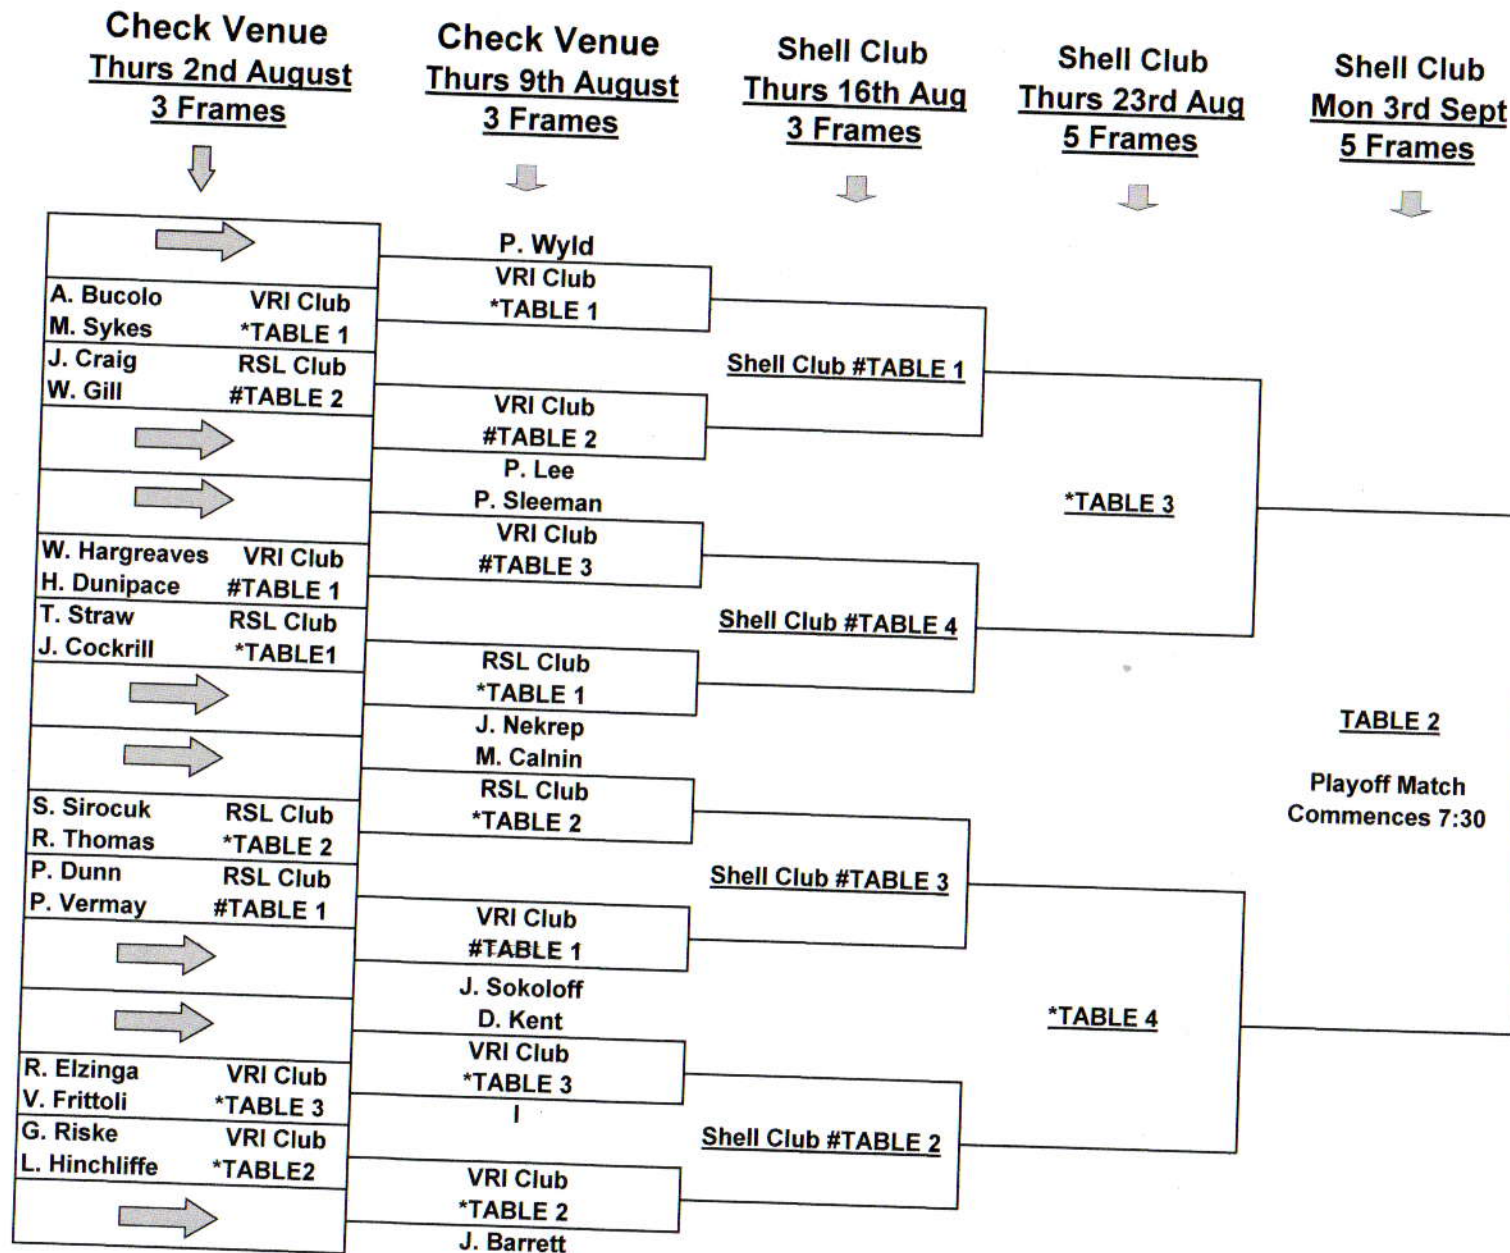 Check Venue
Thurs 2nd August
3 Frames
Check Venue
Thurs 9th August
3 Frames
Shell Club
Thurs 16th Aug
3 Frames
Shell Club
Thurs 23rd Aug
5 Frames
Shell Club
Mon 3rd Sept
5 Frames
A. Bucolo VRI Club
M. Sykes *TABLE 1
J. Craig RSL Club
W. Gill #TABLE 2
W. Hargreaves VRI Club
H. Dunipace #TABLE 1
T. Straw RSL Club
J. Cockrill *TABLE1
S. Sirocuk RSL Club
R. Thomas *TABLE 2
P. Dunn RSL Club
P. Vermay #TABLE 1
R. Elzinga VRI Club
V. Frittoli *TABLE 3
G. Riske VRI Club
L. Hinchliffe *TABLE2
P. Wyld
VRI Club
*TABLE 1
VRI Club
#TABLE 2
P. Lee
P. Sleeman
VRI Club
#TABLE 3
RSL Club
*TABLE 1
J. Nekrep
M. Calnin
RSL Club
*TABLE 2
VRI Club
#TABLE 1
J. Sokoloff
D. Kent
VRI Club
*TABLE 3
I
VRI Club
*TABLE 2
J. Barrett
Shell Club #TABLE 1
Shell Club #TABLE 4
Shell Club #TABLE 3
Shell Club #TABLE 2
*TABLE 3
*TABLE 4
TABLE 2
Playoff Match
Commences 7:30